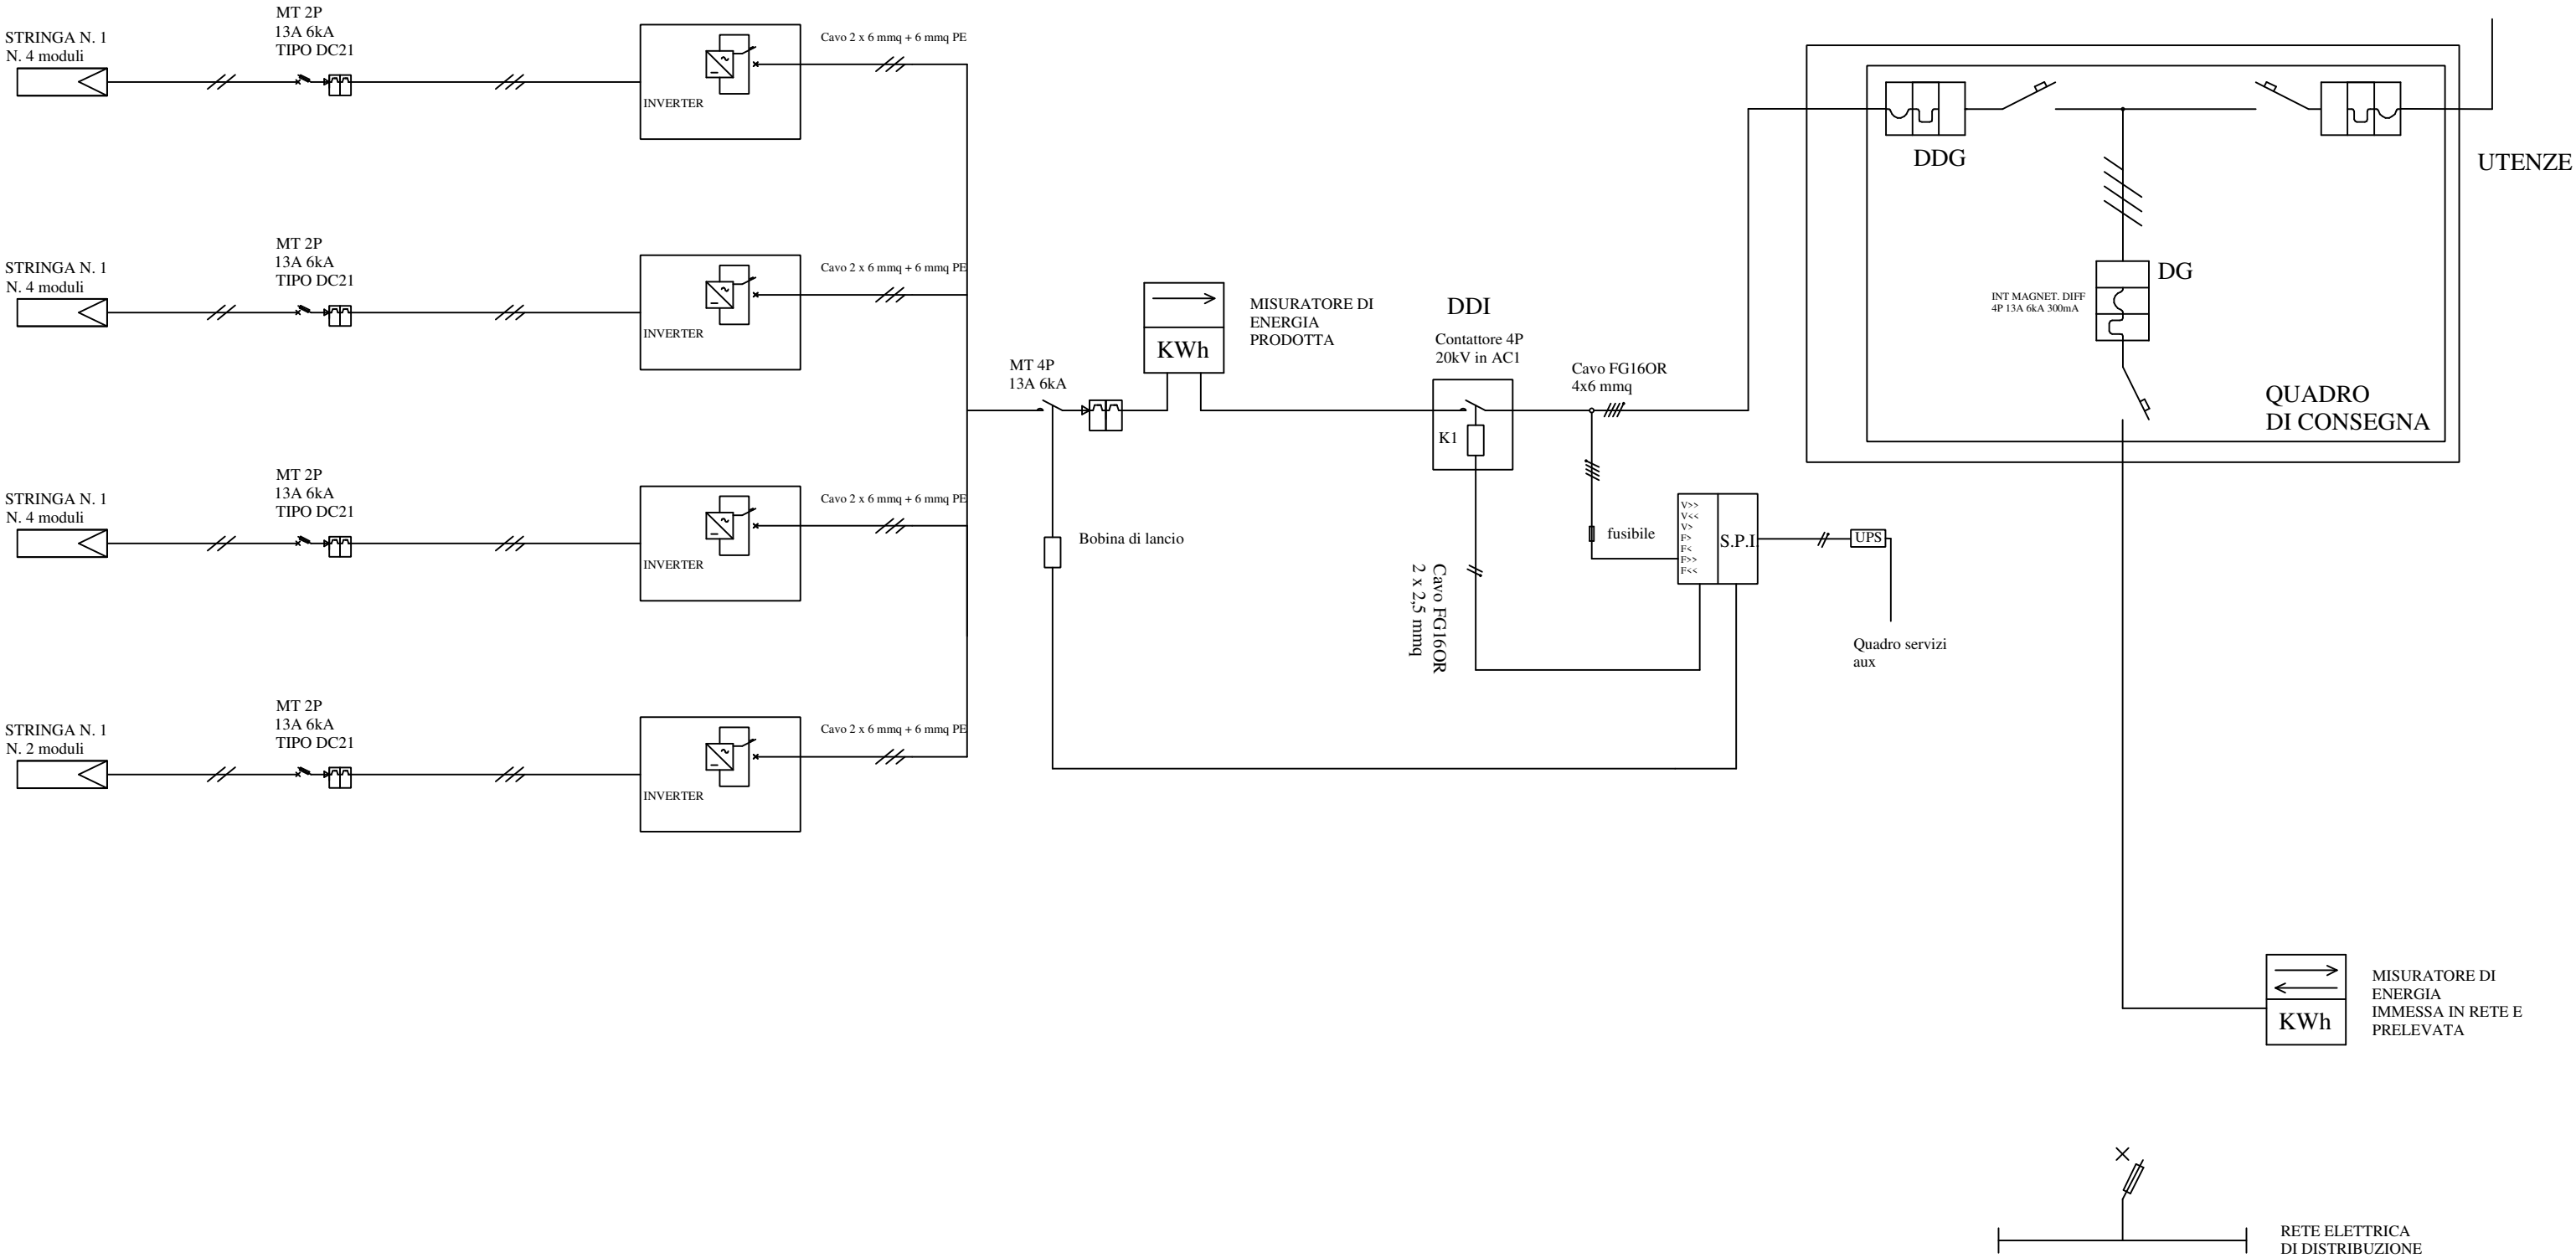 STRINGA N. 1
N. 4 moduli
MT 2P
13A 6kA
TIPO DC21
INVERTER
Cavo 2 x 6 mmq + 6 mmq PE
STRINGA N. 1
N. 4 moduli
MT 2P
13A 6kA
TIPO DC21
INVERTER
Cavo 2 x 6 mmq + 6 mmq PE
STRINGA N. 1
N. 4 moduli
MT 2P
13A 6kA
TIPO DC21
INVERTER
Cavo 2 x 6 mmq + 6 mmq PE
STRINGA N. 1
N. 2 moduli
MT 2P
13A 6kA
TIPO DC21
INVERTER
Cavo 2 x 6 mmq + 6 mmq PE
MT 4P
13A 6kA
Bobina di lancio
KWh
MISURATORE DI
ENERGIA
PRODOTTA
DDI
Contattore 4P
20kV in AC1
K1
Cavo FG16OR
2 x 2,5 mmq
Cavo FG16OR
4x6 mmq
fusibile
V>>
V<<
V>
F>
F<
F>>
F<<
S.P.I.
UPS
Quadro servizi
aux
DDG
DG
INT MAGNET. DIFF
4P 13A 6kA 300mA
QUADRO
DI CONSEGNA
UTENZE
KWh
MISURATORE DI
ENERGIA
IMMESSA IN RETE E
PRELEVATA
RETE ELETTRICA
DI DISTRIBUZIONE